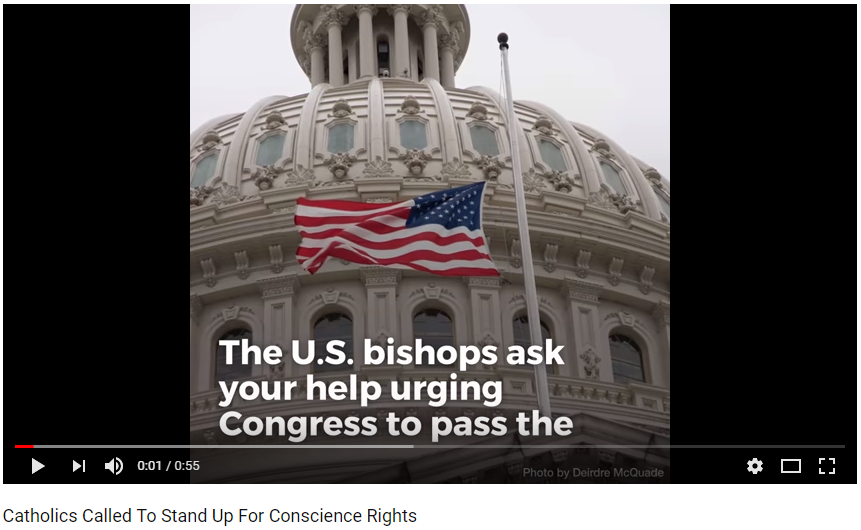 The U.S. bishops ask
your help urging
Congress to pass the
0:01 / 0:55
Photo by Deirdre McQuade
Catholics Called To Stand Up For Conscience Rights